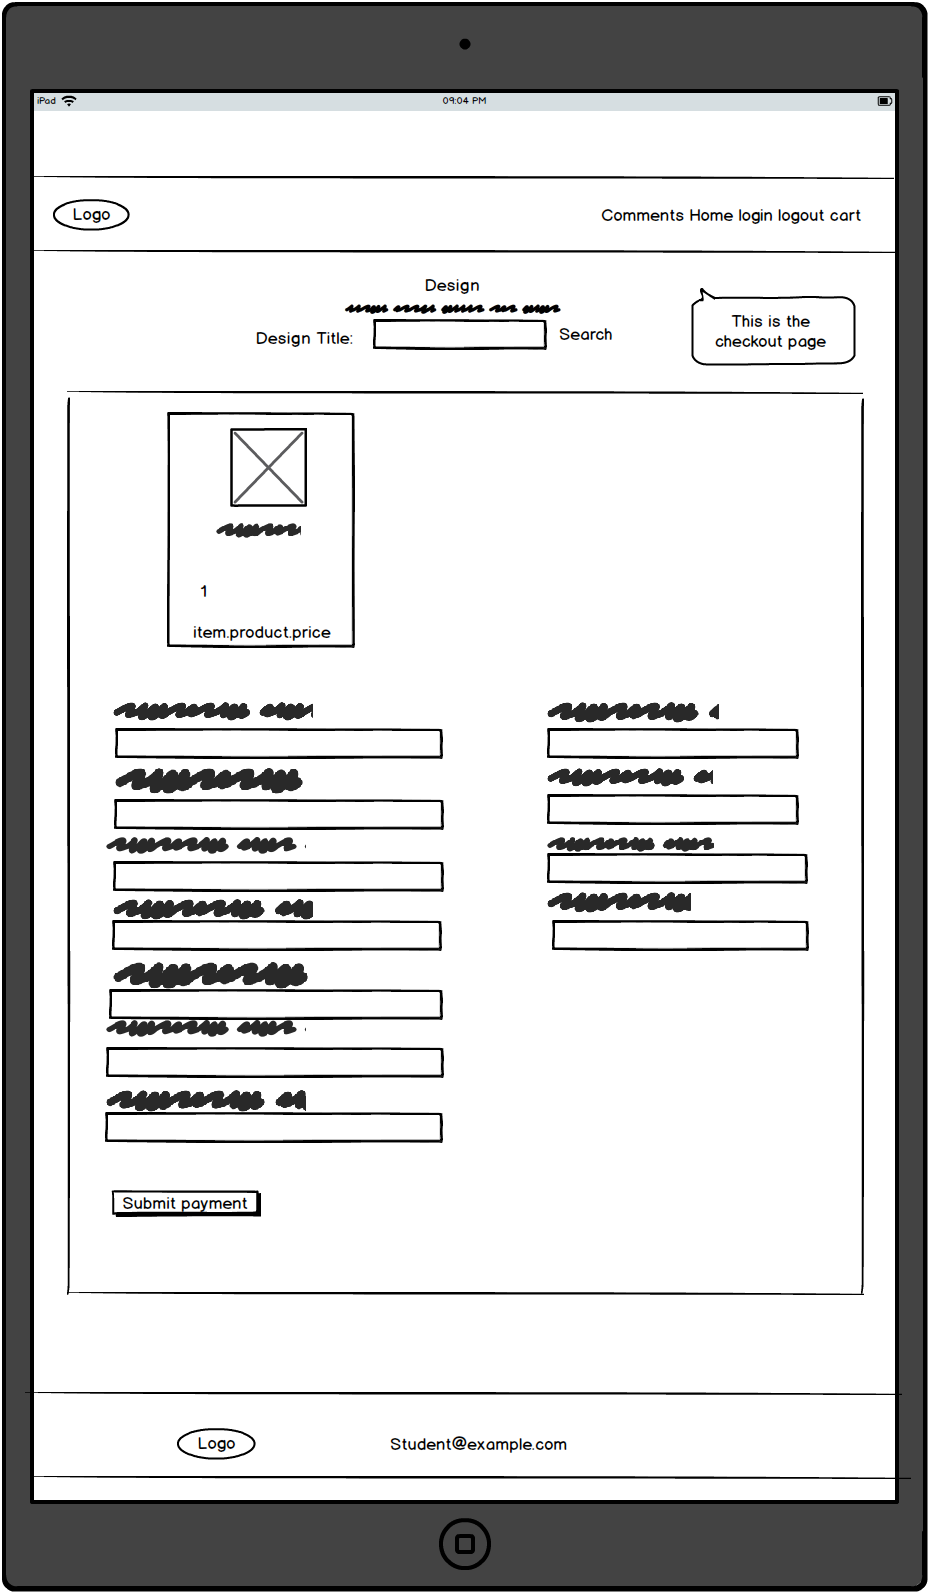 iPad 09:04 PM
Logo Comments Home login logout cart
Design
Design Title: Search
This is the
checkout page
1
item.product.price
Submit payment
Logo Student@example.com